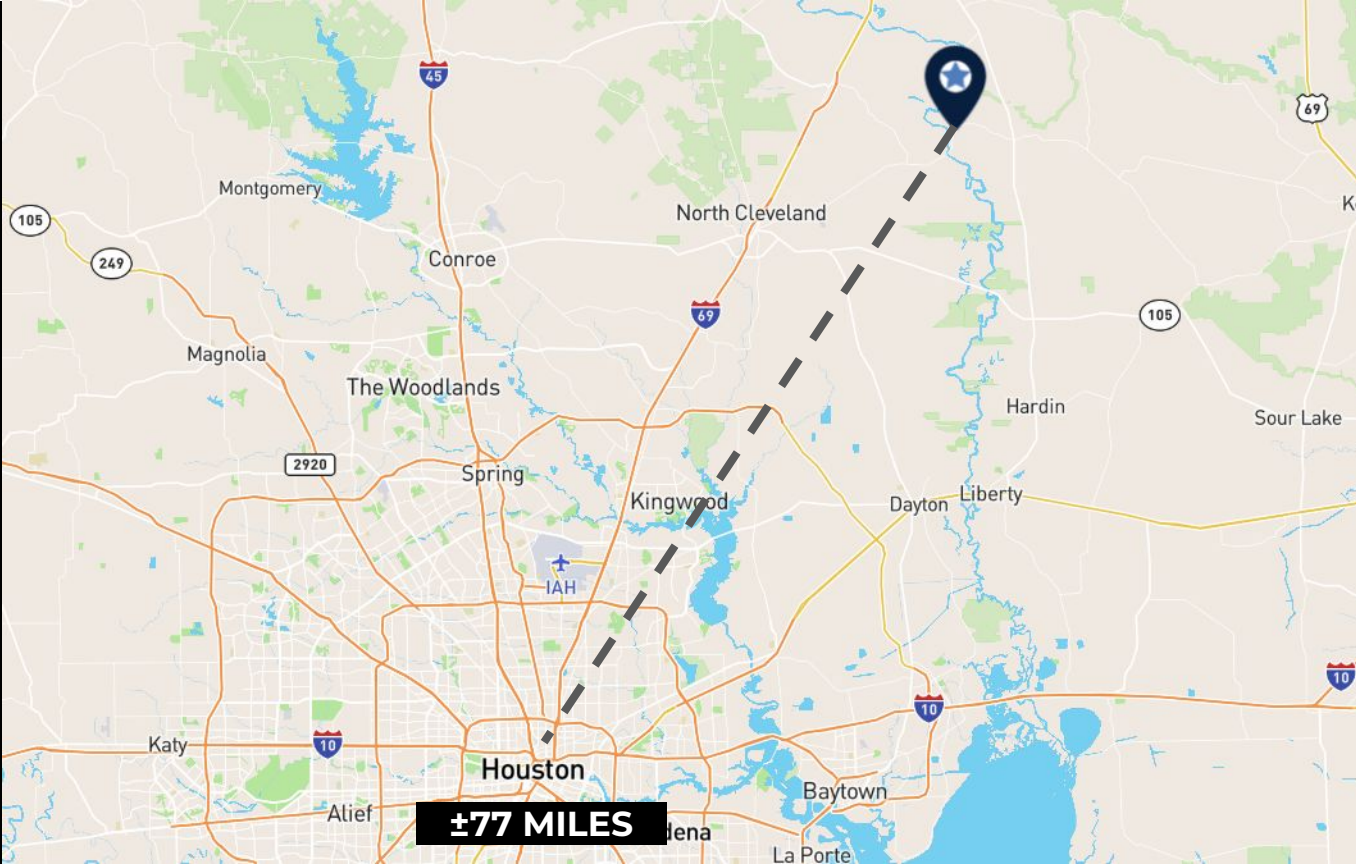 45
69
Montgomery
105
North Cleveland
249
Conroe
69
105
Magnolia
The Woodlands
Hardin
Sour Lake
2920
Spring
Kingwood
Dayton
Liberty
IAH
10
10
Katy
10
Houston
Baytown
Alief
±77 MILES
dena
La Porte